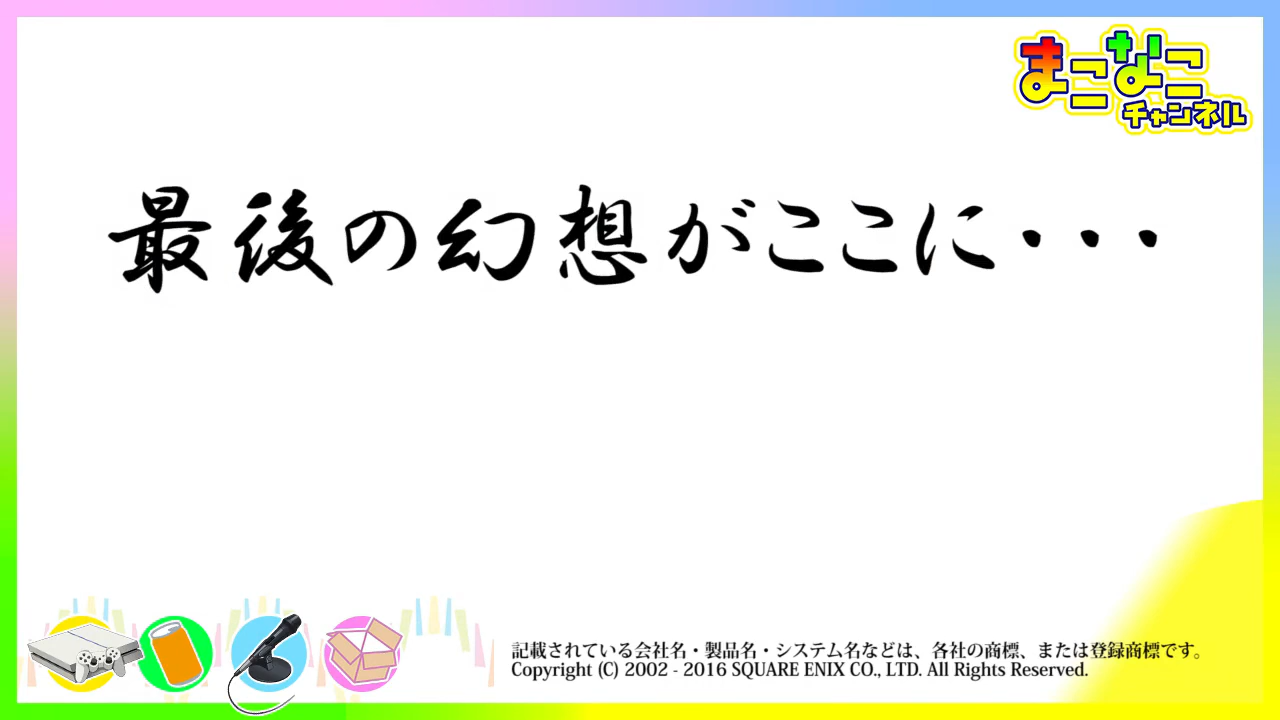 まこなこ
チャンネル
最後の幻想がここに・・・
記載されている会社名・製品名・システム名などは、各社の商標、または登録商標です。
Copyright (C) 2002 - 2016 SQUARE ENIX CO., LTD. All Rights Reserved.